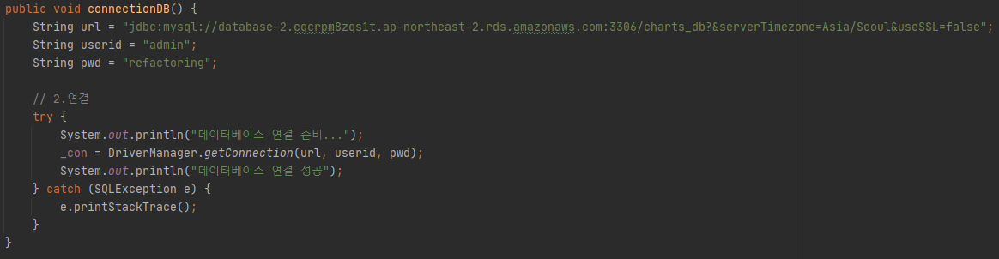 public void connectionDB() {
String url = "jdbc:mysql://database-2.cqcrpm8zqs1t.ap-northeast-2.rds.amazonaws.com:3306/charts_db?&serverTimezone=Asia/Seoul&useSSL=false";
String userid = "admin";
String pwd = "refactoring";
// 2.연결
try {
System.out.println("데이터베이스 연결 준비...");
_con = DriverManager.getConnection(url, userid, pwd);
System.out.println("데이터베이스 연결 성공");
} catch (SQLException e) {
e.printStackTrace();
}
}